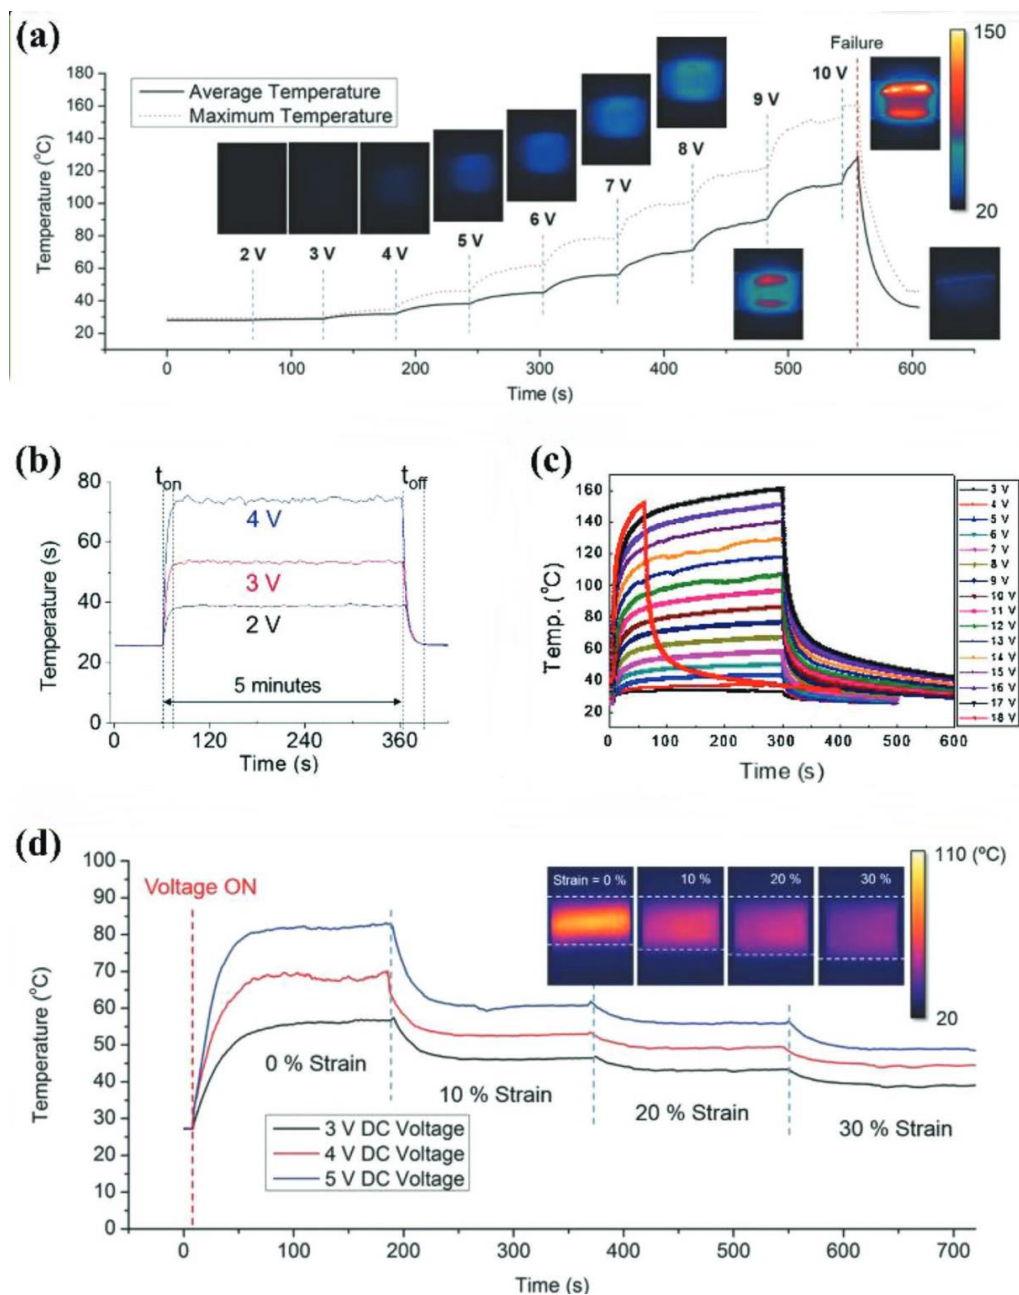 (a)
Failure
150
20
180
160
140
120
100
80
60
40
20
Temperature (°C)
Average Temperature
Maximum Temperature
2 V
3 V
4 V
5 V
6 V
7 V
8 V
9 V
10 V
0
100
200
300
400
500
600
Time (s)
(b)
ton
toff
80
60
40
20
0
Temperature (s)
4 V
3 V
2 V
5 minutes
0
120
240
360
Time (s)
(c)
160
140
120
100
80
60
40
20
Temp. (°C)
3 V
4 V
5 V
6 V
7 V
8 V
9 V
10 V
11 V
12 V
13 V
14 V
15 V
16 V
17 V
18 V
0
100
200
300
400
500
600
Time (s)
(d)
100
90
80
70
60
50
40
30
20
10
0
Temperature (°C)
Voltage ON
Strain = 0 %
10 %
20 %
30 %
110 (ºC)
20
0 % Strain
10 % Strain
20 % Strain
30 % Strain
3 V DC Voltage
4 V DC Voltage
5 V DC Voltage
0
100
200
300
400
500
600
700
Time (s)